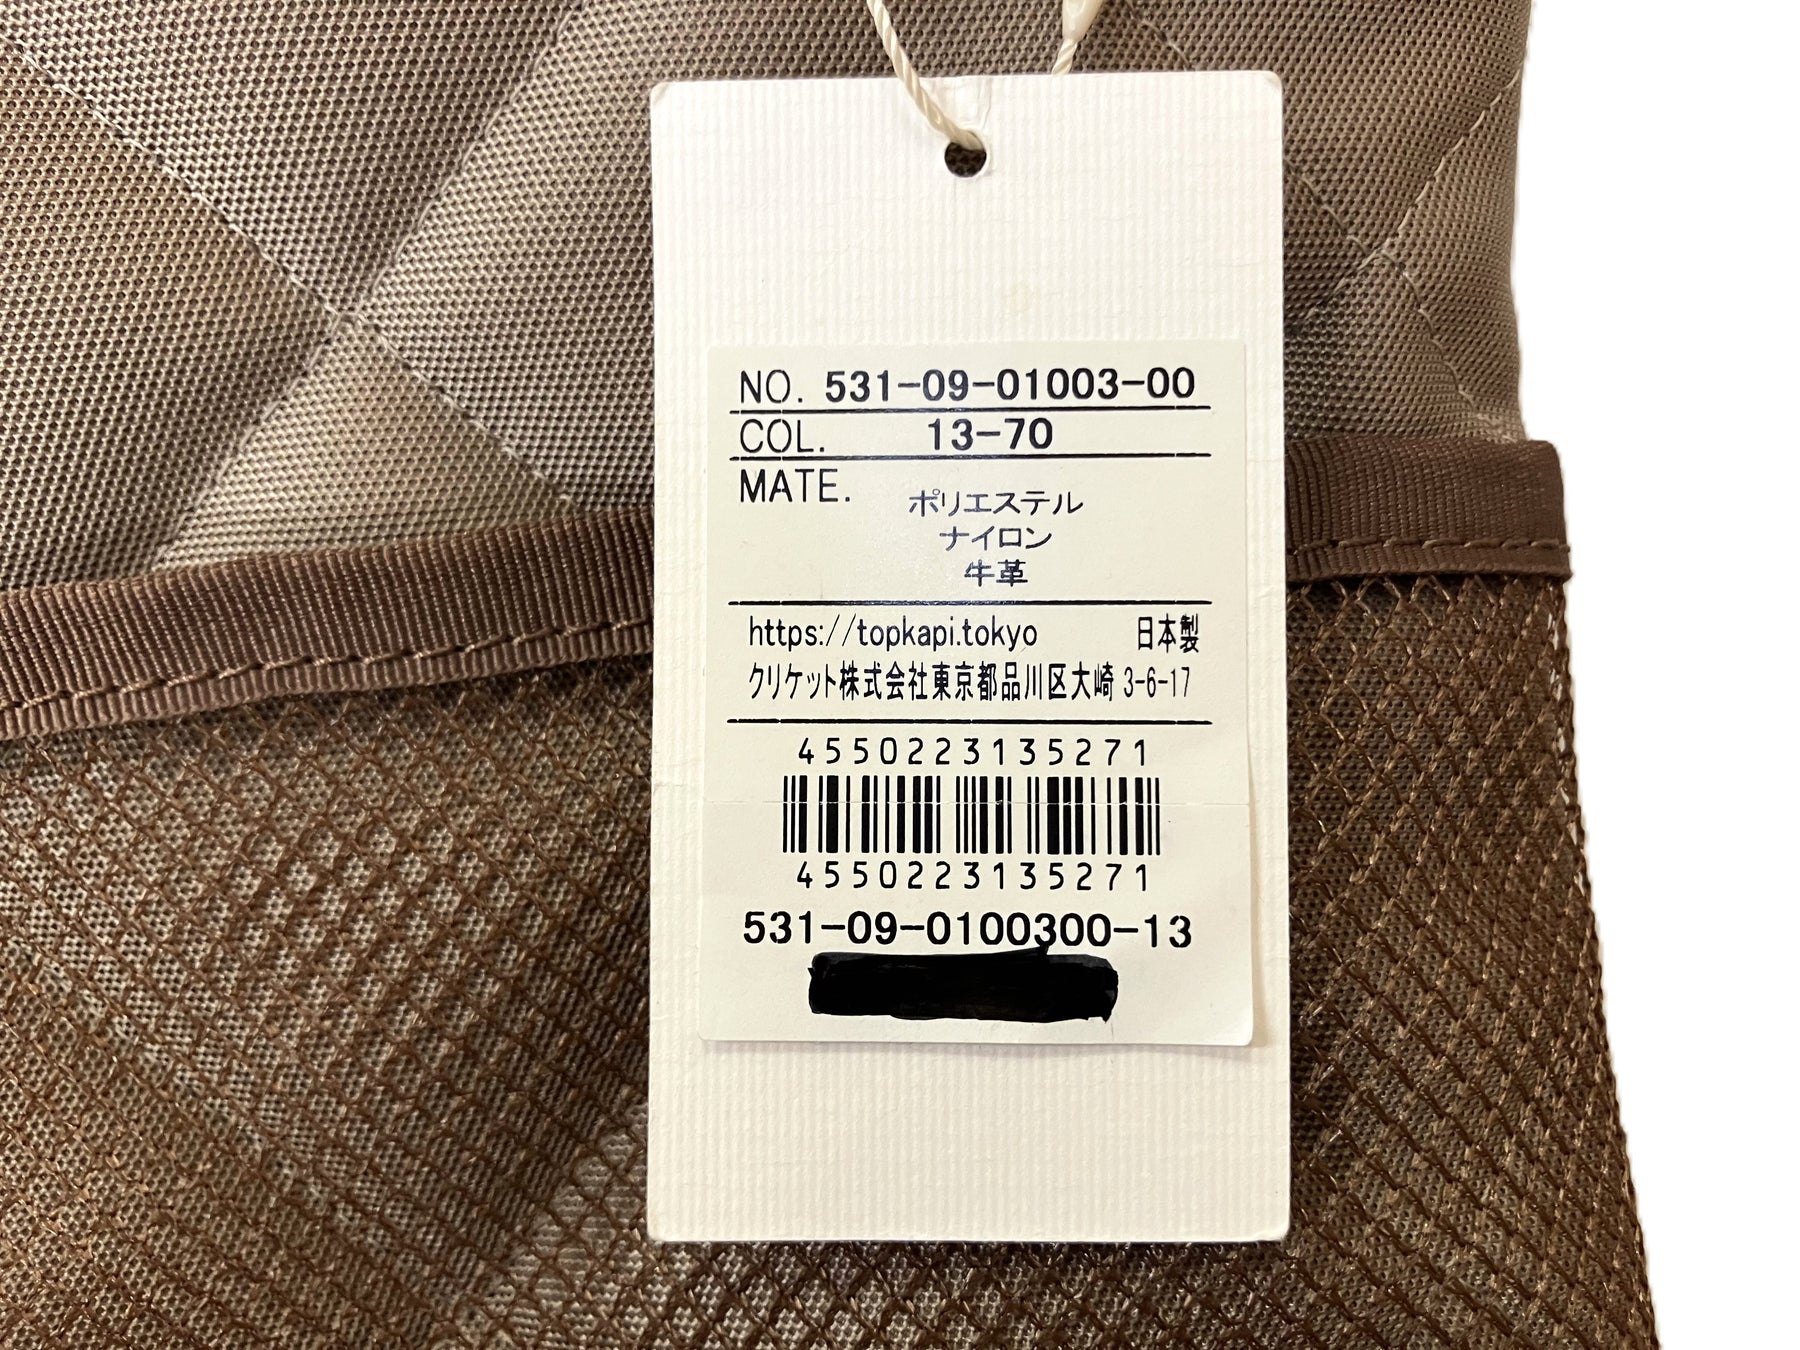 NO. 531-09-01003-00
COL. 13-70
MATE.
ポリエステル
ナイロン
牛革
https://topkapi.tokyo 日本製
クリケット株式会社東京都品川区大崎 3-6-17
4550223135271
4550223135271
531-09-0100300-13